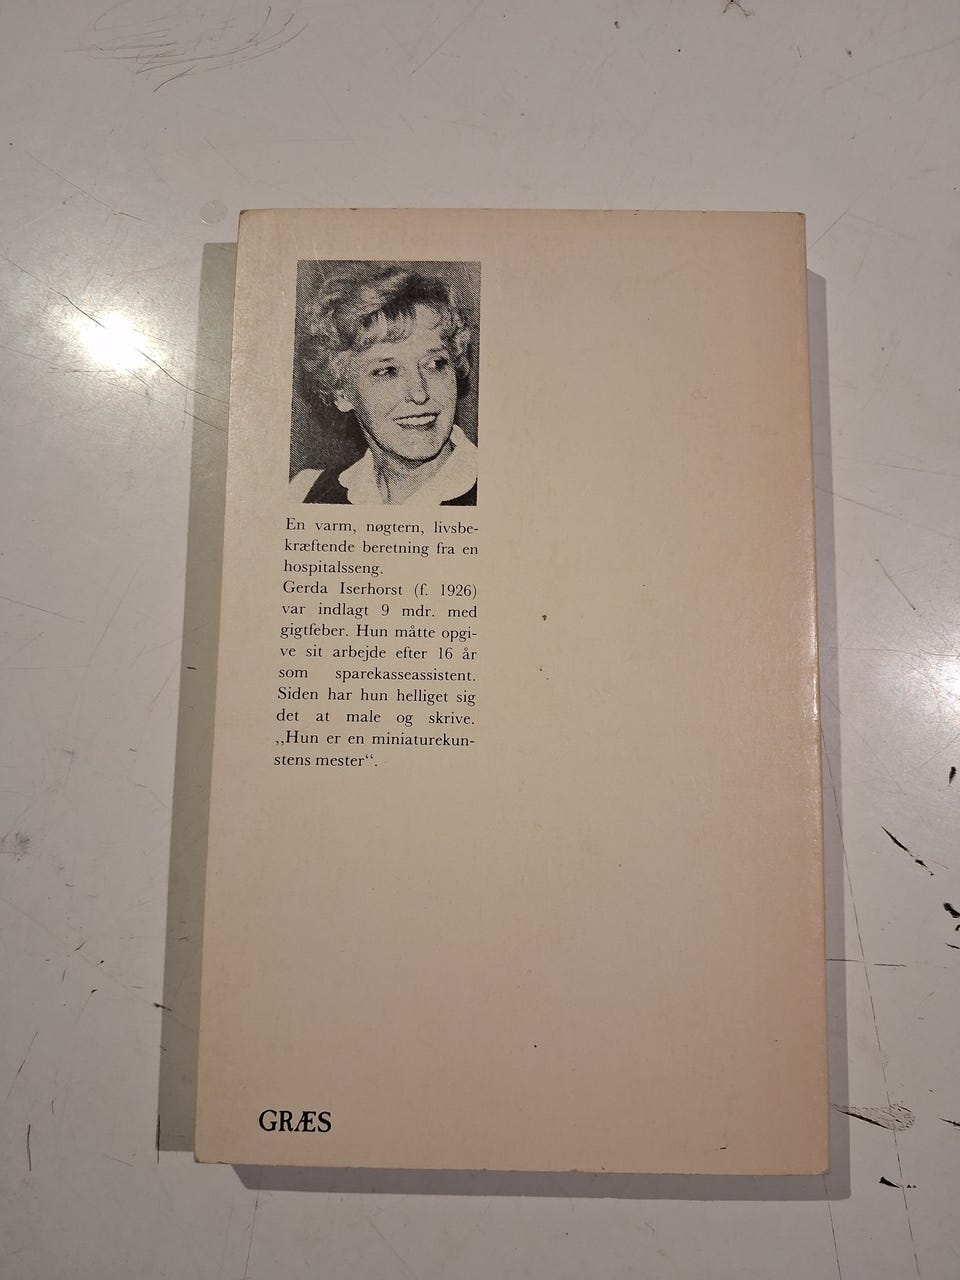 En varm, nøgtern, livsbe-
kræftende beretning fra en
hospitalsseng.
Gerda Iserhorst (f. 1926)
var indlagt 9 mdr. med
gigtfeber. Hun måtte opgi-
ve sit arbejde efter 16 år
som sparekasseassistent.
Siden har hun helliget sig
det at male og skrive.
,,Hun er en miniaturekun-
stens mester“.
GRÆS